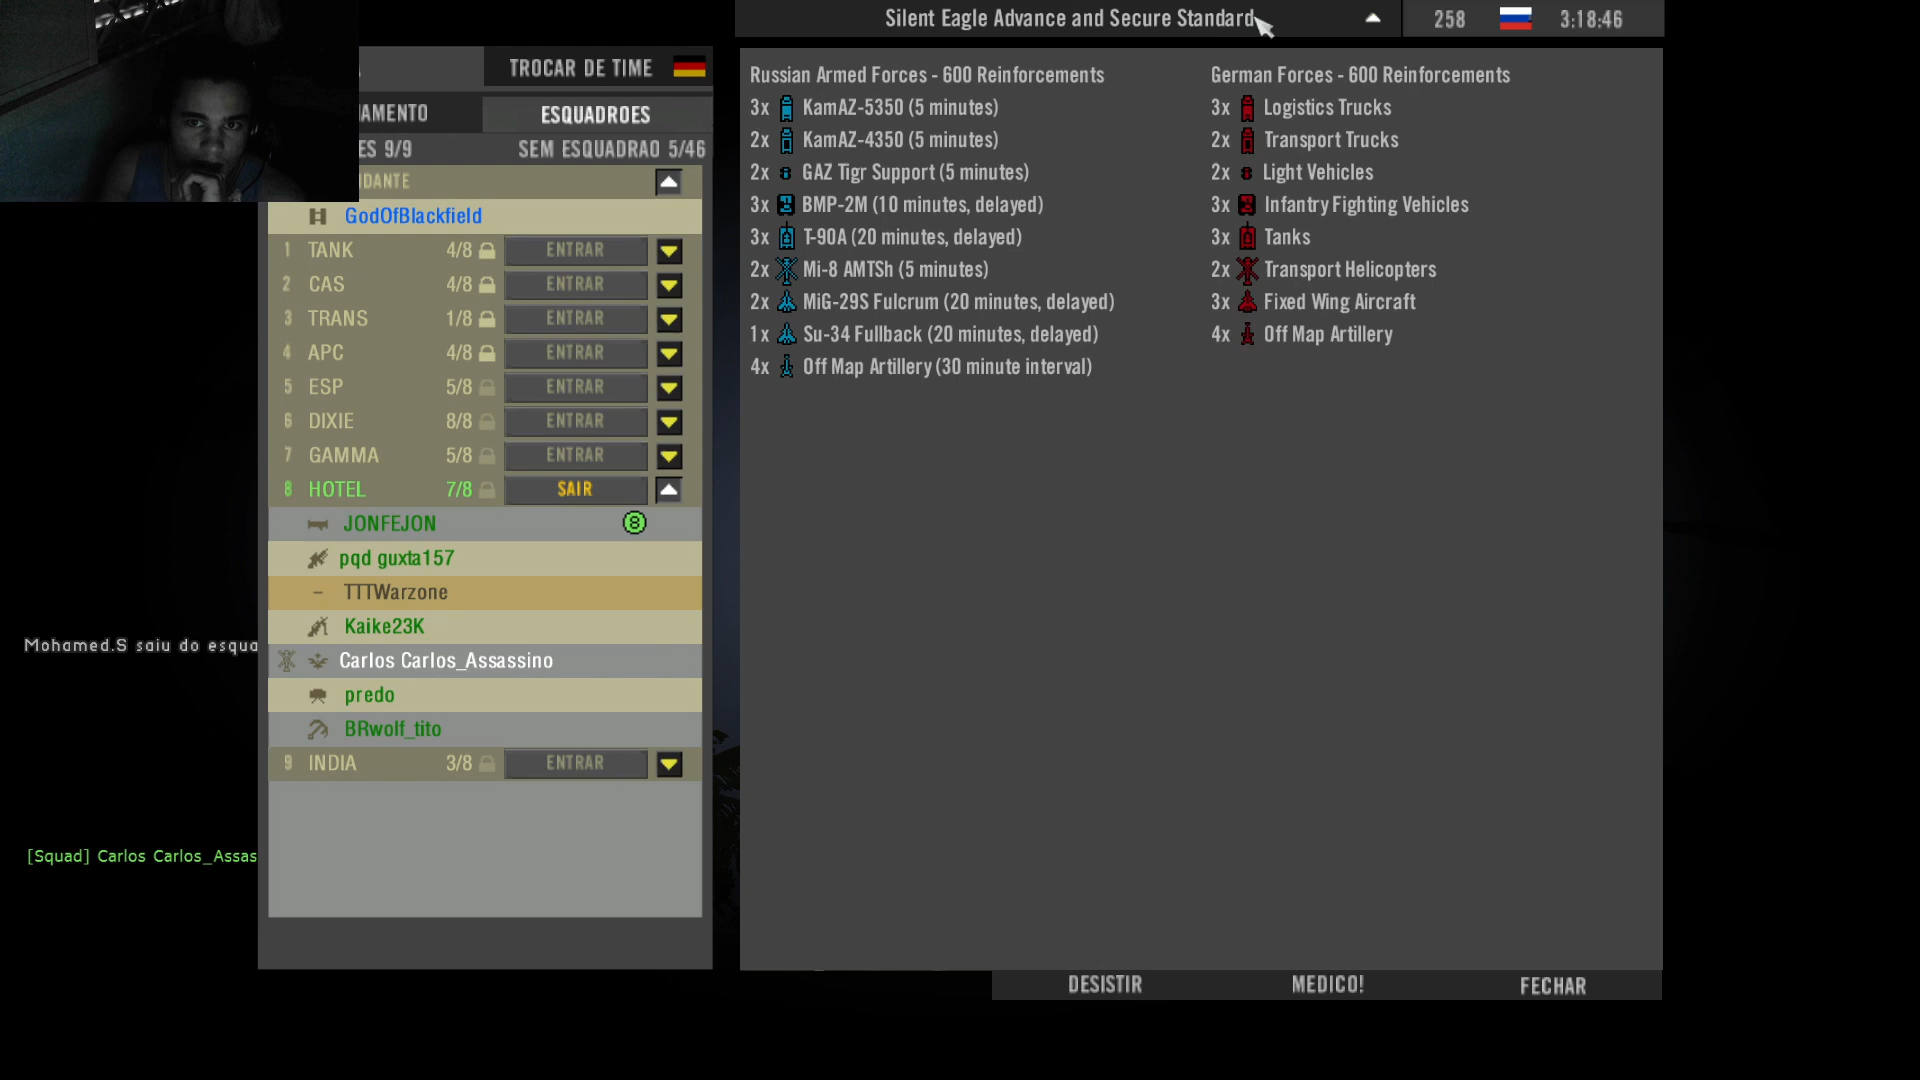 Silent Eagle Advance and Secure Standard
258
3:18:46
TROCAR DE TIME
AMENTO
ESQUADROES
ES 9/9
SEM ESQUADRAO 5/46
DANTE
GodOfBlackfield
1 TANK 4/8 ENTRAR
2 CAS 4/8 ENTRAR
3 TRANS 1/8 ENTRAR
4 APC 4/8 ENTRAR
5 ESP 5/8 ENTRAR
6 DIXIE 8/8 ENTRAR
7 GAMMA 5/8 ENTRAR
8 HOTEL 7/8 SAIR
JONFEJON 8
pqd guxta157
- TTTWarzone
Kaike23K
Carlos Carlos_Assassino
predo
BRwolf_tito
9 INDIA 3/8 ENTRAR
Mohamed.S saiu do esqua
[Squad] Carlos Carlos_Assas
Russian Armed Forces - 600 Reinforcements
3x KamAZ-5350 (5 minutes)
2x KamAZ-4350 (5 minutes)
2x GAZ Tigr Support (5 minutes)
3x BMP-2M (10 minutes, delayed)
3x T-90A (20 minutes, delayed)
2x Mi-8 AMTSh (5 minutes)
2x MiG-29S Fulcrum (20 minutes, delayed)
1x Su-34 Fullback (20 minutes, delayed)
4x Off Map Artillery (30 minute interval)
German Forces - 600 Reinforcements
3x Logistics Trucks
2x Transport Trucks
2x Light Vehicles
3x Infantry Fighting Vehicles
3x Tanks
2x Transport Helicopters
3x Fixed Wing Aircraft
4x Off Map Artillery
DESISTIR
MEDICO!
FECHAR